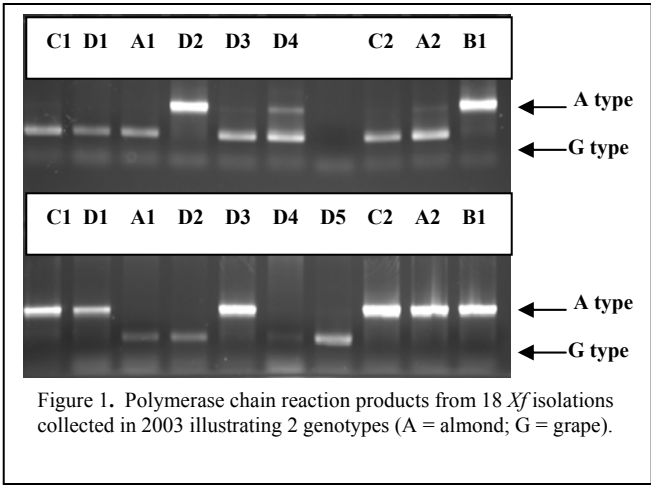 C1 D1 A1 D2 D3 D4 C2 A2 B1
A type
G type
C1 D1 A1 D2 D3 D4 D5 C2 A2 B1
A type
G type
Figure 1. Polymerase chain reaction products from 18 Xf isolations
collected in 2003 illustrating 2 genotypes (A = almond; G = grape).